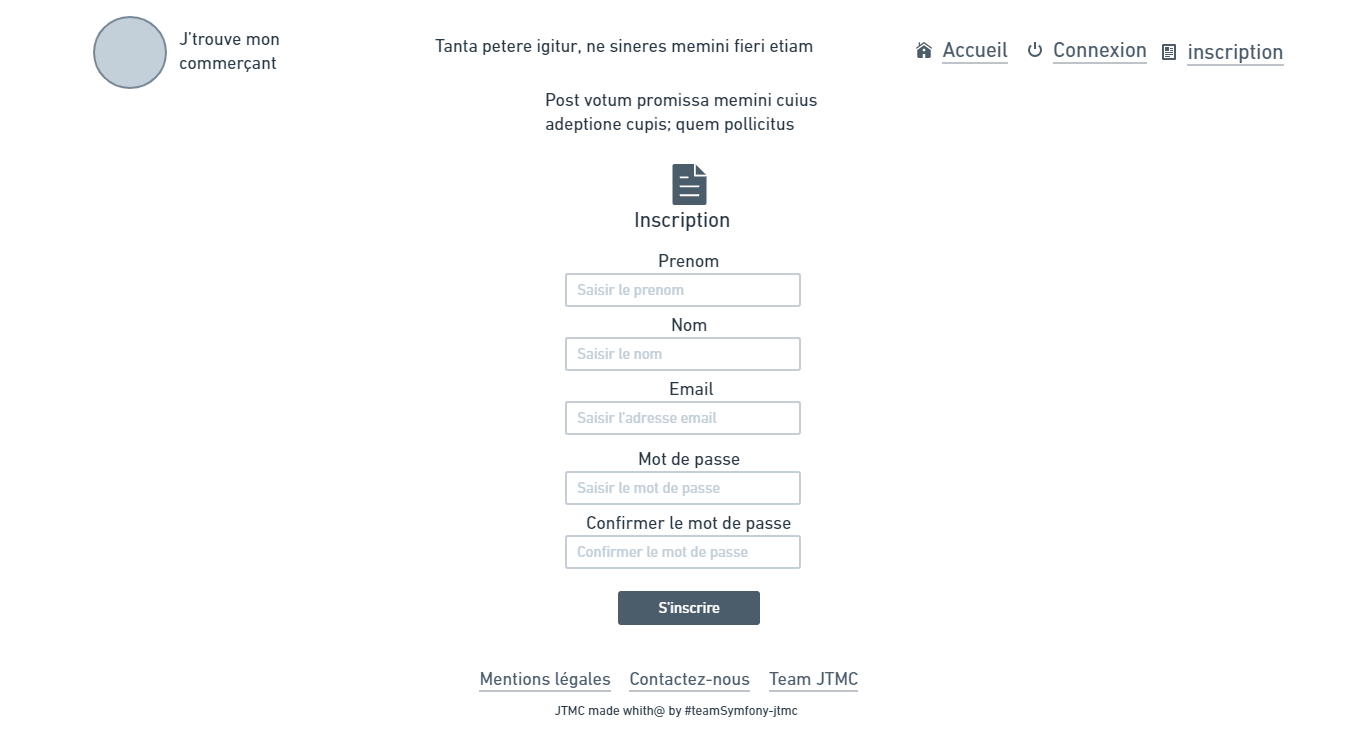 J'trouve mon
commerçant
Tanta petere igitur, ne sineres memini fieri etiam
Accueil
Connexion
inscription
Post votum promissa memini cuius
adeptione cupis; quem pollicitus
Inscription
Prenom
Saisir le prenom
Nom
Saisir le nom
Email
Saisir l'adresse email
Mot de passe
Saisir le mot de passe
Confirmer le mot de passe
Confirmer le mot de passe
S'inscrire
Mentions légales
Contactez-nous
Team JTMC
JTMC made whith@ by #teamSymfony-jtmc